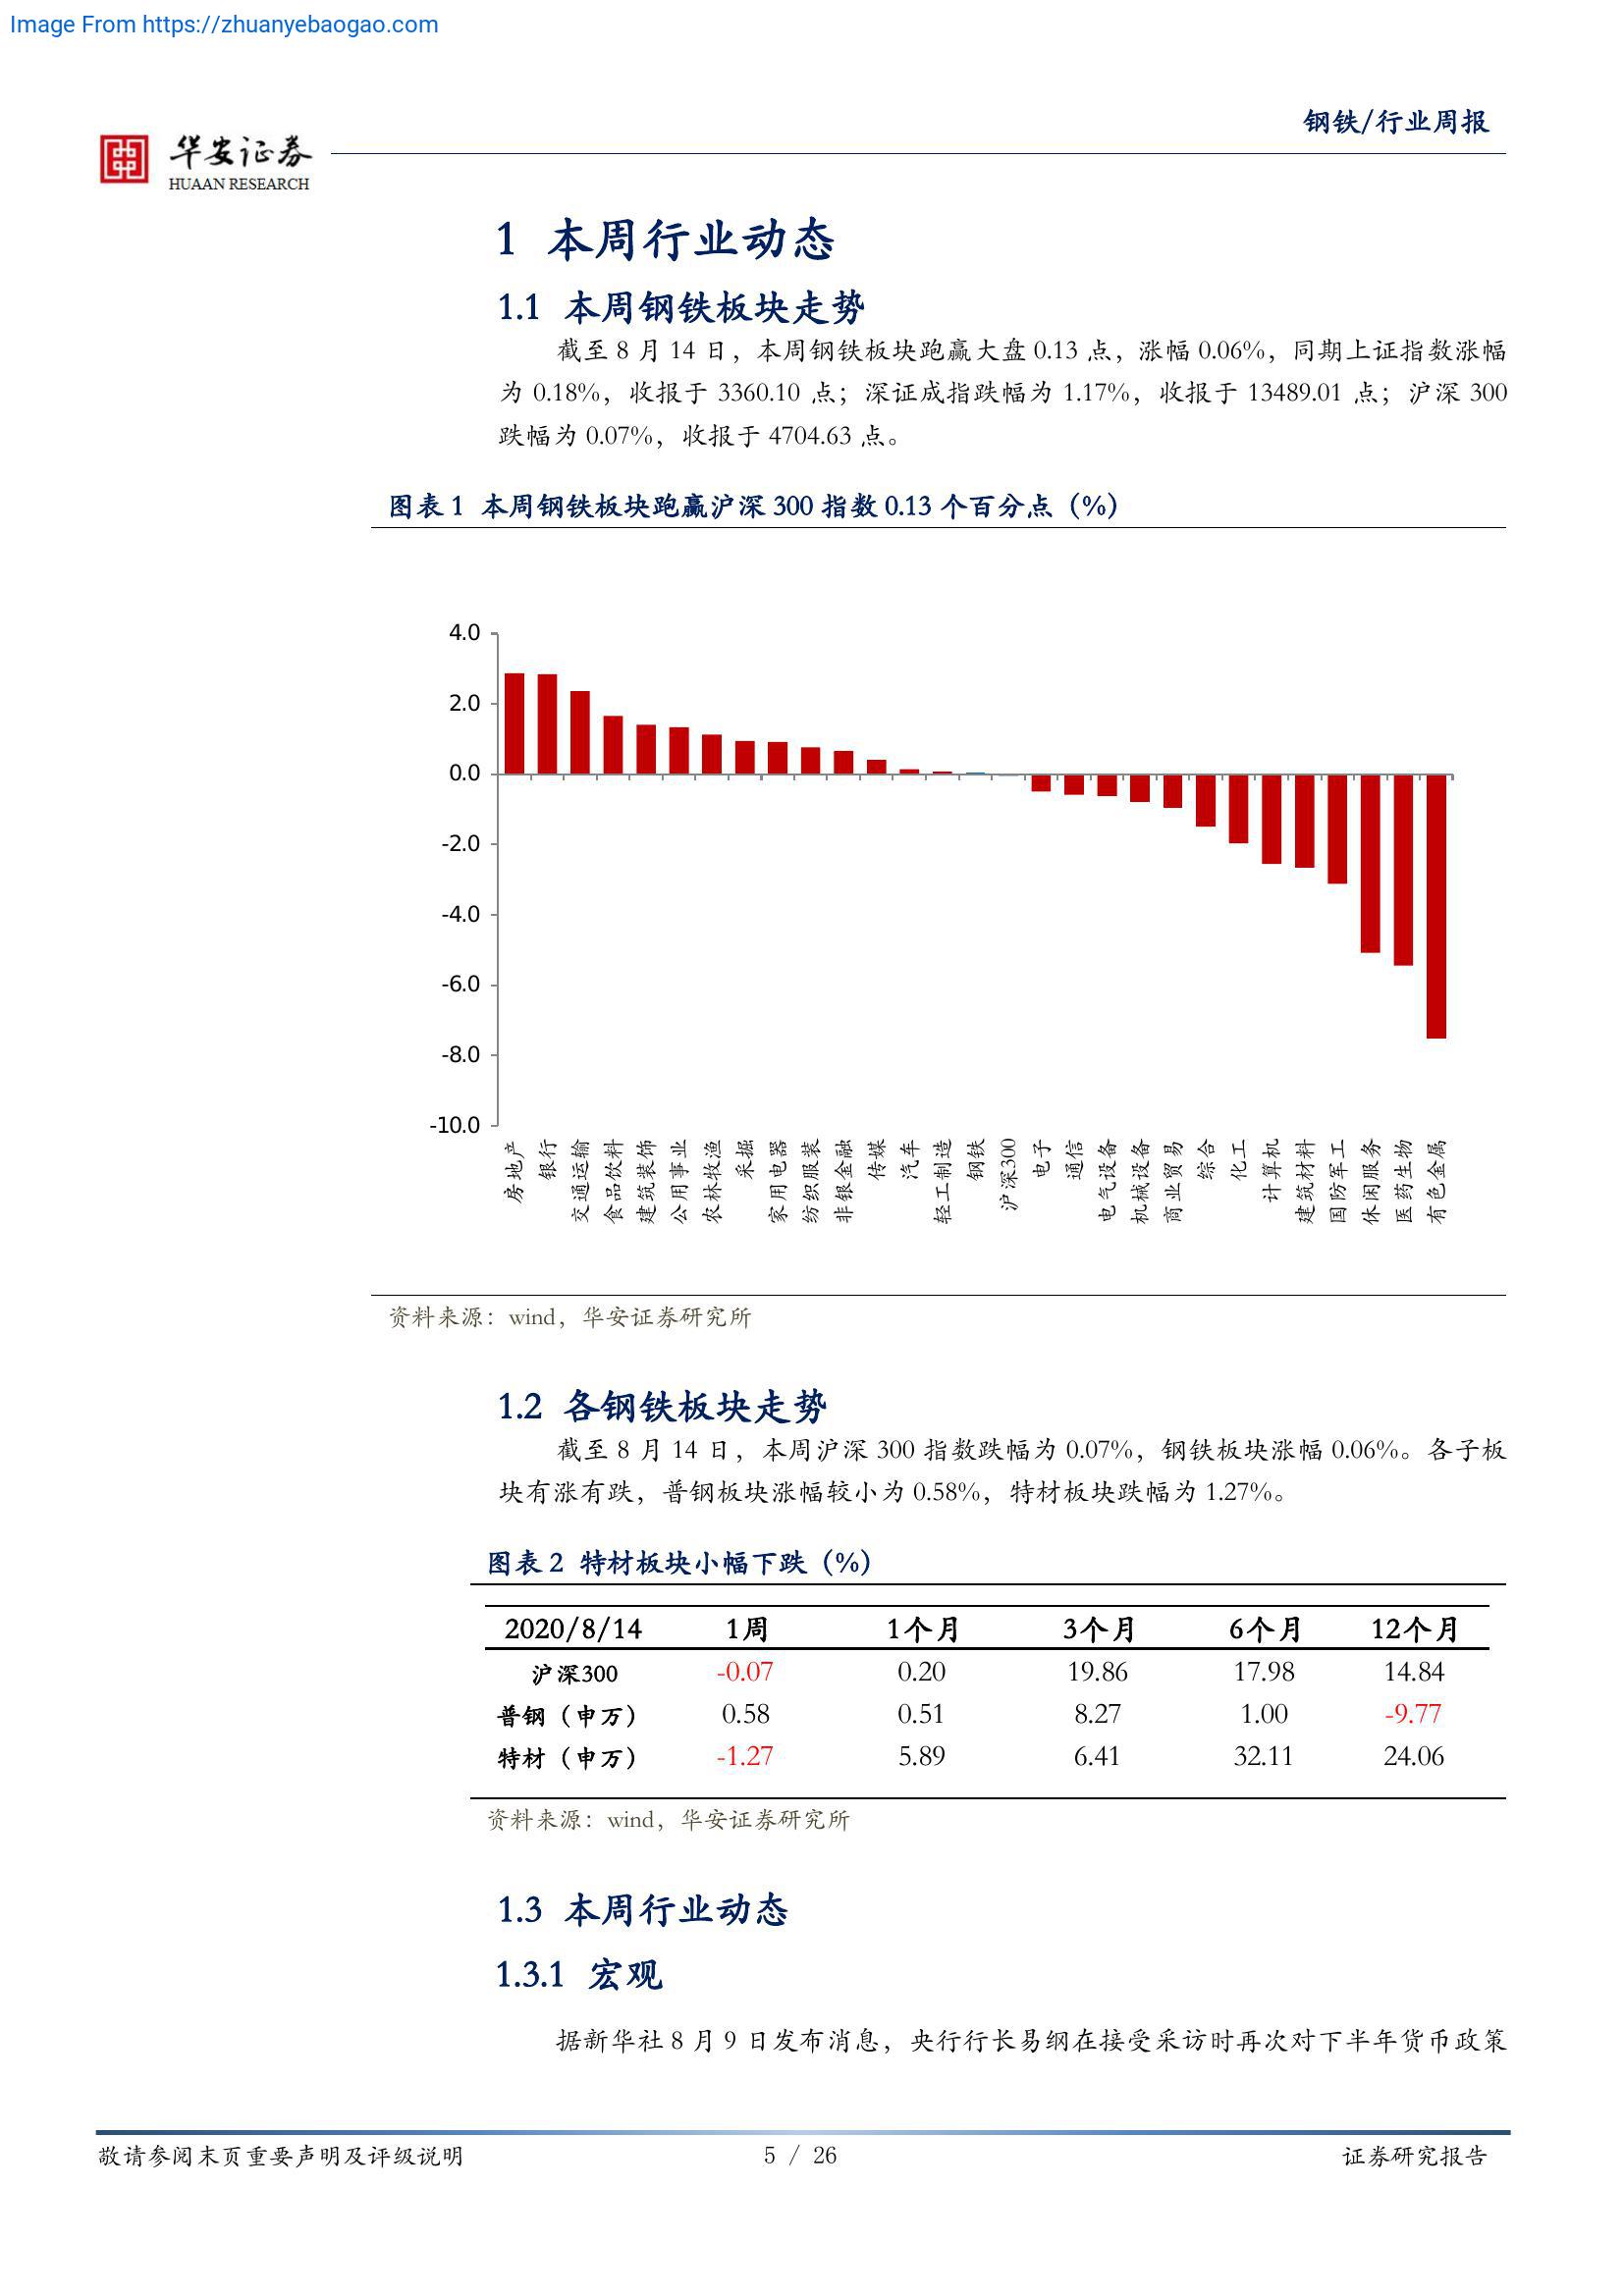 Image From https://zhuanyebaogao.com
钢铁/行业周报
华安证券
HUAAN RESEARCH
1 本周行业动态
1.1 本周钢铁板块走势
截至 8 月 14 日，本周钢铁板块跑赢大盘 0.13 点，涨幅 0.06%，同期上证指数涨幅
为 0.18%，收报于 3360.10 点；深证成指跌幅为 1.17%，收报于 13489.01 点；沪深 300
跌幅为 0.07%，收报于 4704.63 点。
图表 1 本周钢铁板块跑赢沪深 300 指数 0.13 个百分点（%）
4.0
2.0
0.0
-2.0
-4.0
-6.0
-8.0
-10.0
房地产
银行
交通运输
食品饮料
建筑装饰
公用事业
农林牧渔
采掘
家用电器
纺织服装
非银金融
传媒
汽车
轻工制造
钢铁
沪深300
电子
通信
电气设备
机械设备
商业贸易
综合
化工
计算机
建筑材料
国防军工
休闲服务
医药生物
有色金属
资料来源：wind，华安证券研究所
1.2 各钢铁板块走势
截至 8 月 14 日，本周沪深 300 指数跌幅为 0.07%，钢铁板块涨幅 0.06%。各子板
块有涨有跌，普钢板块涨幅较小为 0.58%，特材板块跌幅为 1.27%。
图表 2 特材板块小幅下跌（%）
2020/8/14 1周 1个月 3个月 6个月 12个月
沪深300 -0.07 0.20 19.86 17.98 14.84
普钢（申万） 0.58 0.51 8.27 1.00 -9.77
特材（申万） -1.27 5.89 6.41 32.11 24.06
资料来源：wind，华安证券研究所
1.3 本周行业动态
1.3.1 宏观
据新华社 8 月 9 日发布消息，央行行长易纲在接受采访时再次对下半年货币政策
敬请参阅末页重要声明及评级说明 5 / 26 证券研究报告